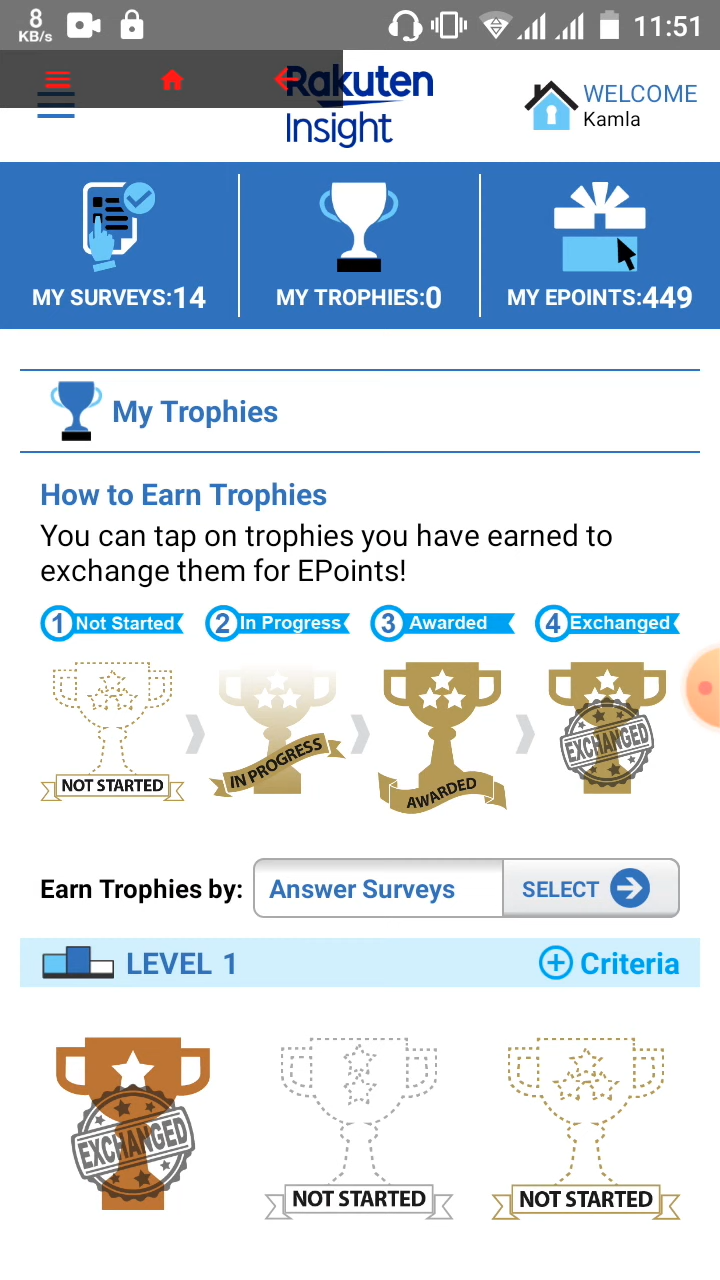 8
KB/s
11:51
Rakuten
Insight
WELCOME
Kamla
MY SURVEYS:14
MY TROPHIES:0
MY EPOINTS:449
My Trophies
How to Earn Trophies
You can tap on trophies you have earned to
exchange them for EPoints!
1 Not Started
2 In Progress
3 Awarded
4 Exchanged
NOT STARTED
IN PROGRESS
AWARDED
EXCHANGED
Earn Trophies by:
Answer Surveys
SELECT
LEVEL 1
Criteria
EXCHANGED
NOT STARTED
NOT STARTED